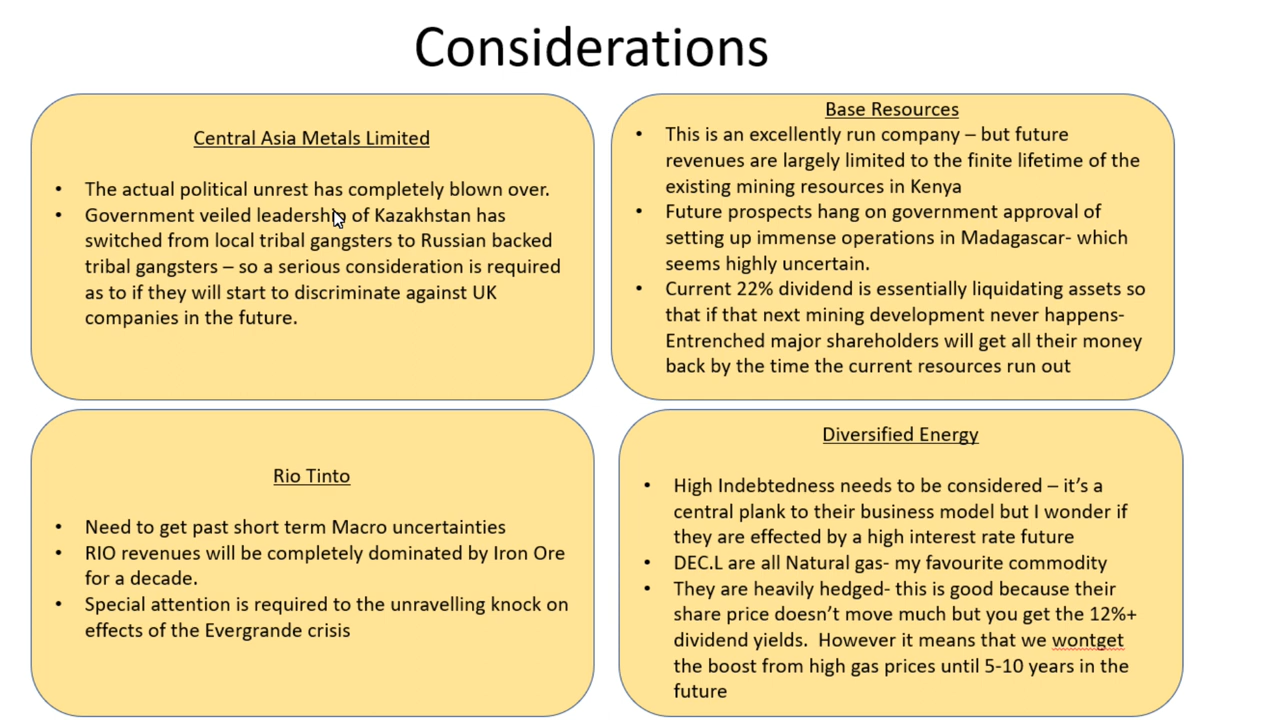 Considerations
Central Asia Metals Limited
• The actual political unrest has completely blown over.
• Government veiled leadership of Kazakhstan has
switched from local tribal gangsters to Russian backed
tribal gangsters – so a serious consideration is required
as to if they will start to discriminate against UK
companies in the future.
Base Resources
• This is an excellently run company – but future
revenues are largely limited to the finite lifetime of the
existing mining resources in Kenya
• Future prospects hang on government approval of
setting up immense operations in Madagascar- which
seems highly uncertain.
• Current 22% dividend is essentially liquidating assets so
that if that next mining development never happens-
Entrenched major shareholders will get all their money
back by the time the current resources run out
Rio Tinto
• Need to get past short term Macro uncertainties
• RIO revenues will be completely dominated by Iron Ore
for a decade.
• Special attention is required to the unravelling knock on
effects of the Evergrande crisis
Diversified Energy
• High Indebtedness needs to be considered – it’s a
central plank to their business model but I wonder if
they are effected by a high interest rate future
• DEC.L are all Natural gas- my favourite commodity
• They are heavily hedged- this is good because their
share price doesn’t move much but you get the 12%+
dividend yields.  However it means that we wontget
the boost from high gas prices until 5-10 years in the
future